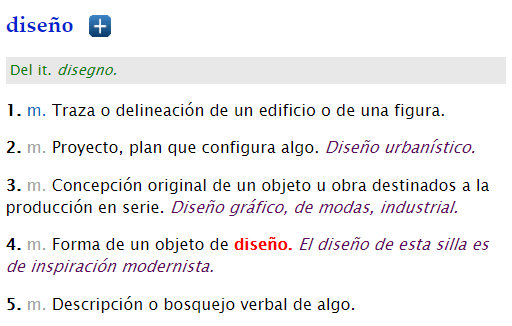 diseño +
Del it. disegno.
1. m. Traza o delineación de un edificio o de una figura.
2. m. Proyecto, plan que configura algo. Diseño urbanístico.
3. m. Concepción original de un objeto u obra destinados a la
producción en serie. Diseño gráfico, de modas, industrial.
4. m. Forma de un objeto de diseño. El diseño de esta silla es
de inspiración modernista.
5. m. Descripción o bosquejo verbal de algo.